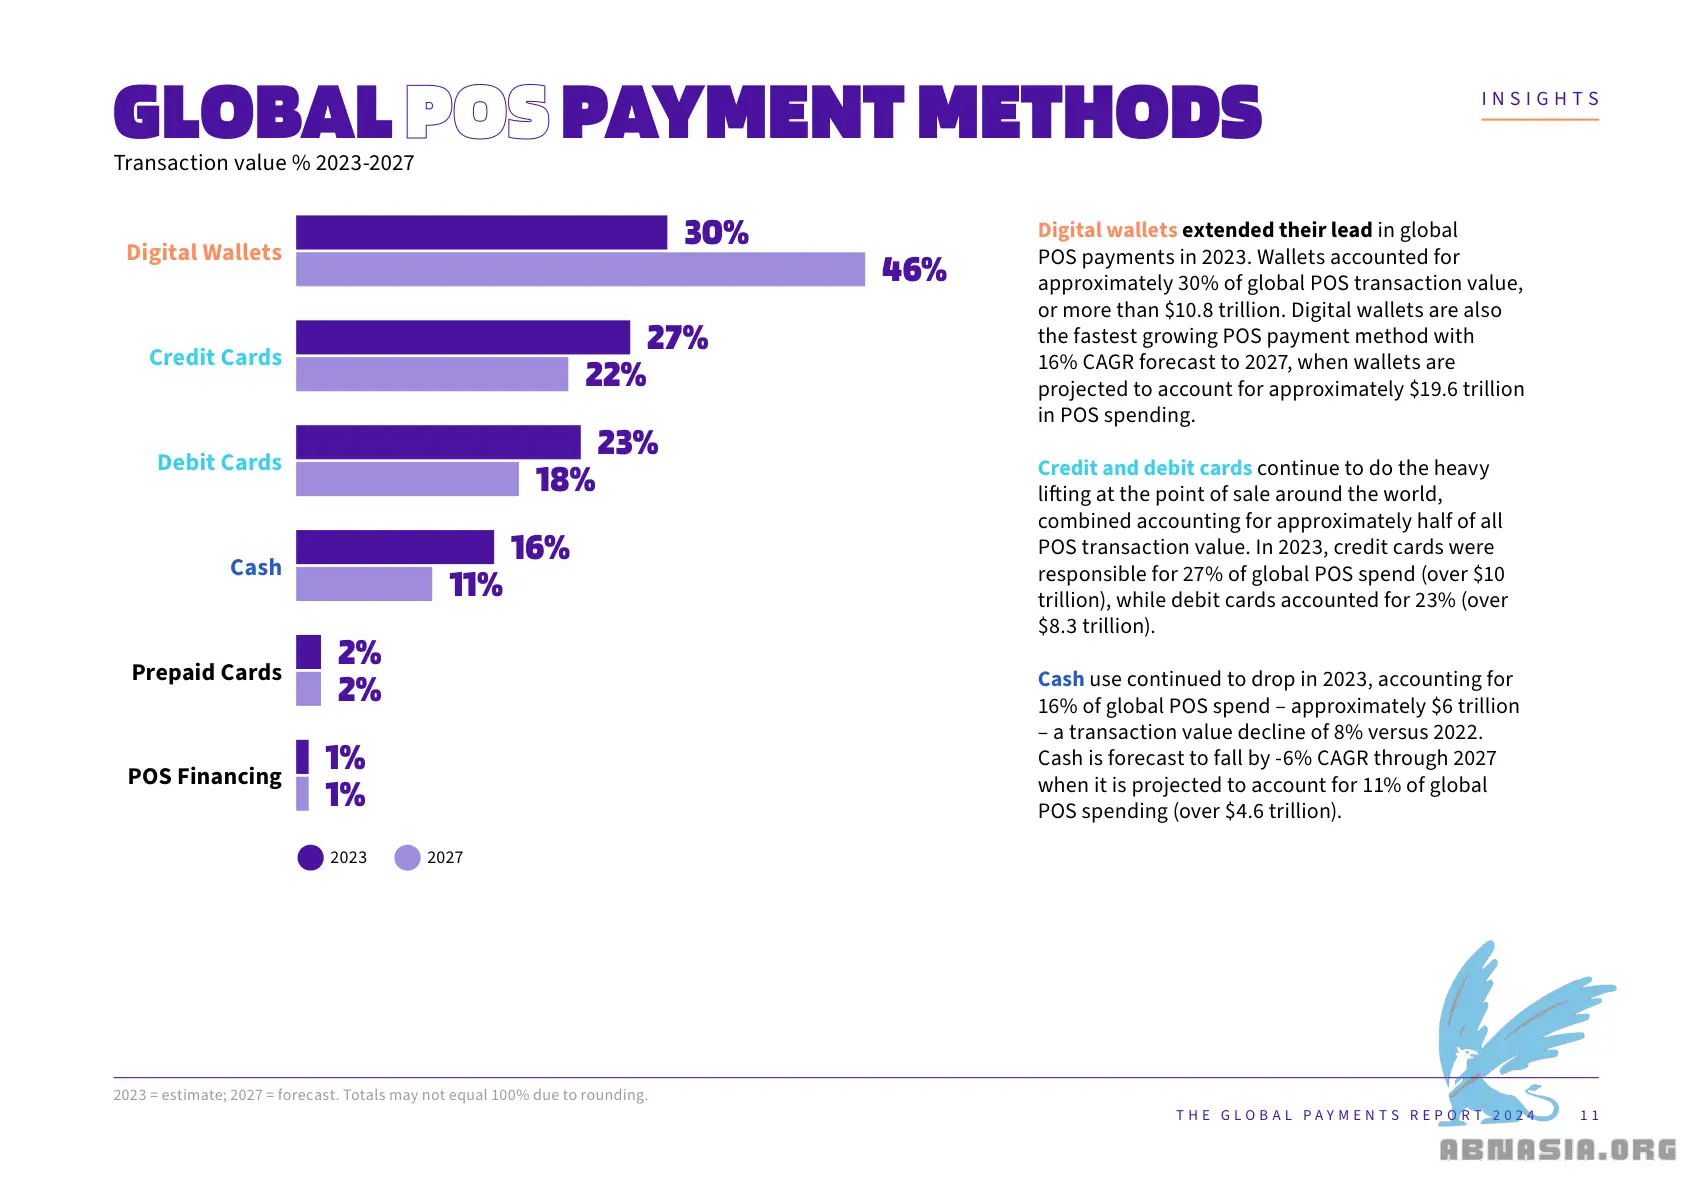 GLOBAL POS PAYMENT METHODS
INSIGHTS
Transaction value % 2023-2027
Digital Wallets
30%
46%
Credit Cards
27%
22%
Debit Cards
23%
18%
Cash
16%
11%
Prepaid Cards
2%
2%
POS Financing
1%
1%
2023
2027
Digital wallets extended their lead in global
POS payments in 2023. Wallets accounted for
approximately 30% of global POS transaction value,
or more than $10.8 trillion. Digital wallets are also
the fastest growing POS payment method with
16% CAGR forecast to 2027, when wallets are
projected to account for approximately $19.6 trillion
in POS spending.
Credit and debit cards continue to do the heavy
lifting at the point of sale around the world,
combined accounting for approximately half of all
POS transaction value. In 2023, credit cards were
responsible for 27% of global POS spend (over $10
trillion), while debit cards accounted for 23% (over
$8.3 trillion).
Cash use continued to drop in 2023, accounting for
16% of global POS spend – approximately $6 trillion
– a transaction value decline of 8% versus 2022.
Cash is forecast to fall by -6% CAGR through 2027
when it is projected to account for 11% of global
POS spending (over $4.6 trillion).
2023 = estimate; 2027 = forecast. Totals may not equal 100% due to rounding.
THE GLOBAL PAYMENTS REPORT 2024
11
ABNASIA.ORG